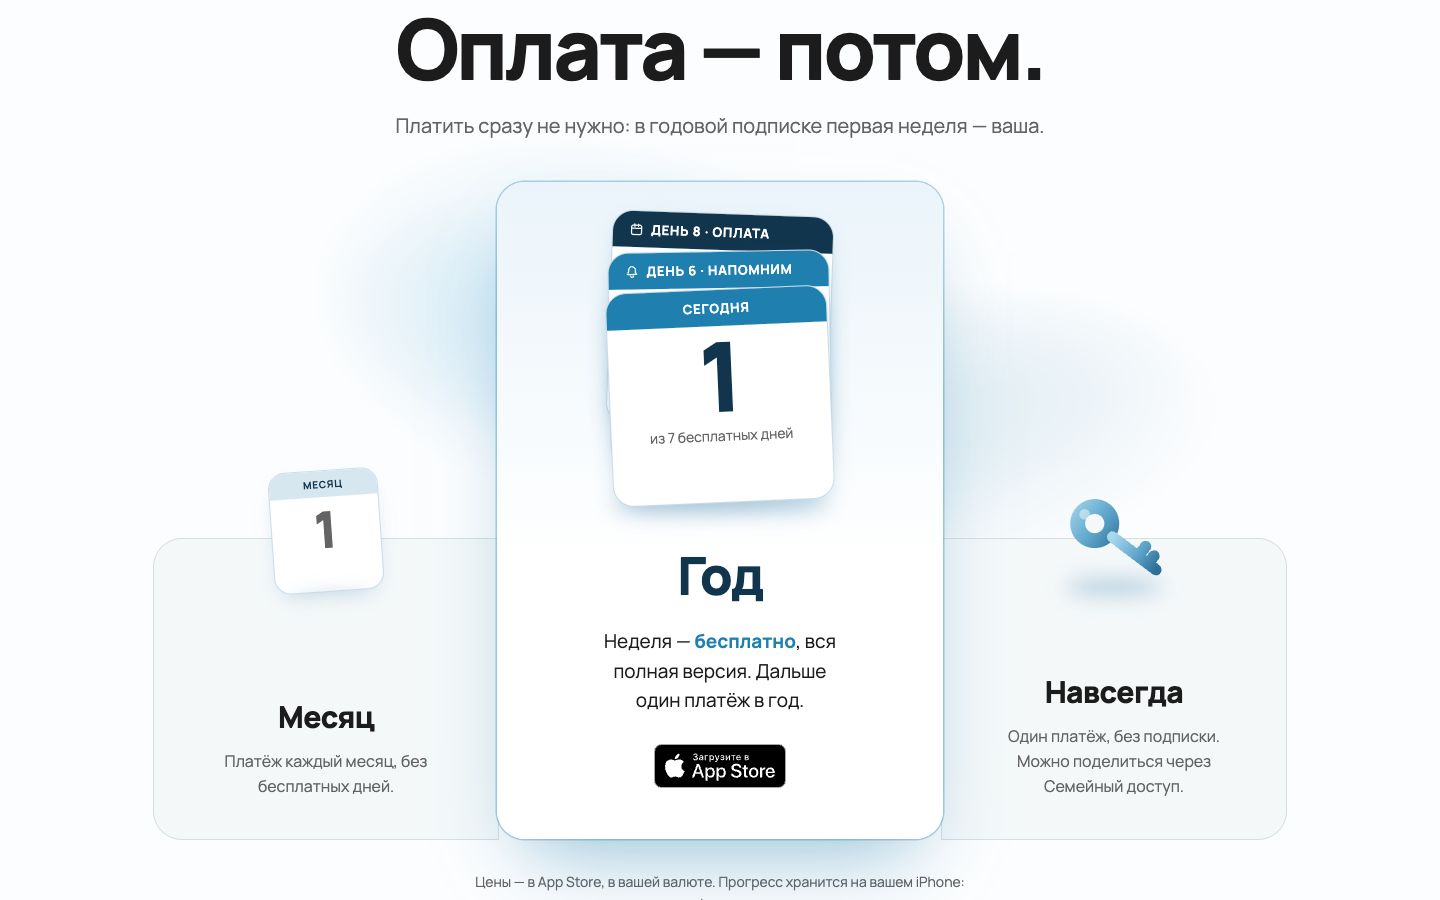 Оплата — потом.
Платить сразу не нужно: в годовой подписке первая неделя — ваша.
ДЕНЬ 8 · ОПЛАТА
ДЕНЬ 6 · НАПОМНИМ
СЕГОДНЯ
1
из 7 бесплатных дней
Год
Неделя — бесплатно, вся
полная версия. Дальше
один платёж в год.
Загрузите в
App Store
МЕСЯЦ
1
Месяц
Платёж каждый месяц, без
бесплатных дней.
Навсегда
Один платёж, без подписки.
Можно поделиться через
Семейный доступ.
Цены — в App Store, в вашей валюте. Прогресс хранится на вашем iPhone: